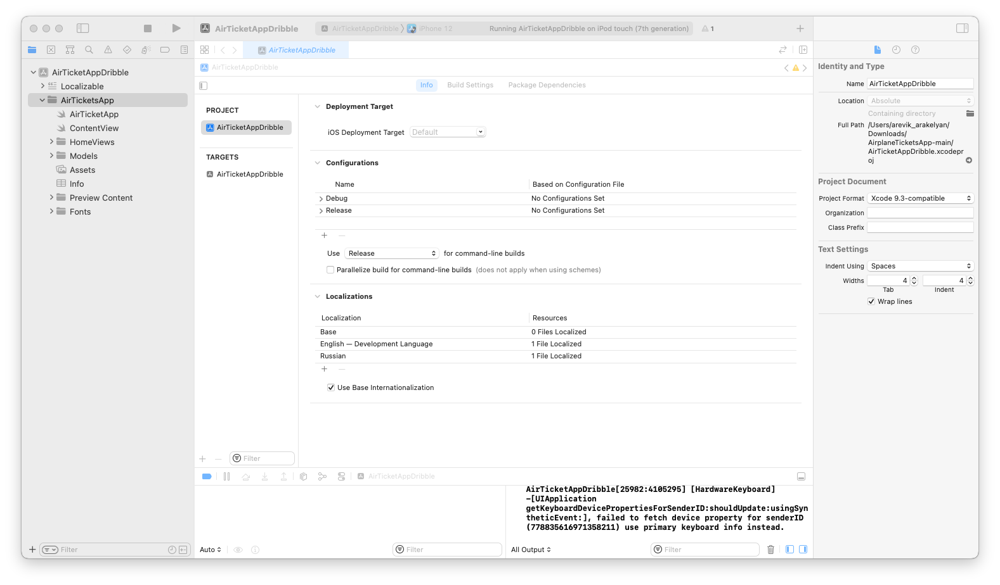 AirTicketAppDribble
AirTicketAppDribble
iPhone 12
Running AirTicketAppDribble on iPod touch (7th generation)
1
AirTicketAppDribble
AirTicketAppDribble
Info
Build Settings
Package Dependencies
AirTicketAppDribble
Localizable
AirTicketsApp
AirTicketApp
ContentView
HomeViews
Models
Assets
Info
Preview Content
Fonts
Filter
PROJECT
AirTicketAppDribble
TARGETS
AirTicketAppDribble
Filter
Deployment Target
iOS Deployment Target Default
Configurations
Name Based on Configuration File
Debug No Configurations Set
Release No Configurations Set
Use Release for command-line builds
Parallelize build for command-line builds (does not apply when using schemes)
Localizations
Localization Resources
Base 0 Files Localized
English — Development Language 1 File Localized
Russian 1 File Localized
Use Base Internationalization
AirTicketAppDribble
AirTicketAppDribble[25982:4105295] [HardwareKeyboard]
-[UIApplication
getKeyboardDevicePropertiesForSenderID:shouldUpdate:usingSyn
theticEvent:], failed to fetch device property for senderID
(778835616971358211) use primary keyboard info instead.
Auto
Filter
All Output
Filter
Identity and Type
Name AirTicketAppDribble
Location Absolute
Containing directory
Full Path /Users/arevik_arakelyan/
Downloads/
AirplaneTicketsApp-main/
AirTicketAppDribble.xcodepr
oj
Project Document
Project Format Xcode 9.3-compatible
Organization
Class Prefix
Text Settings
Indent Using Spaces
Widths 4 4
Tab Indent
Wrap lines